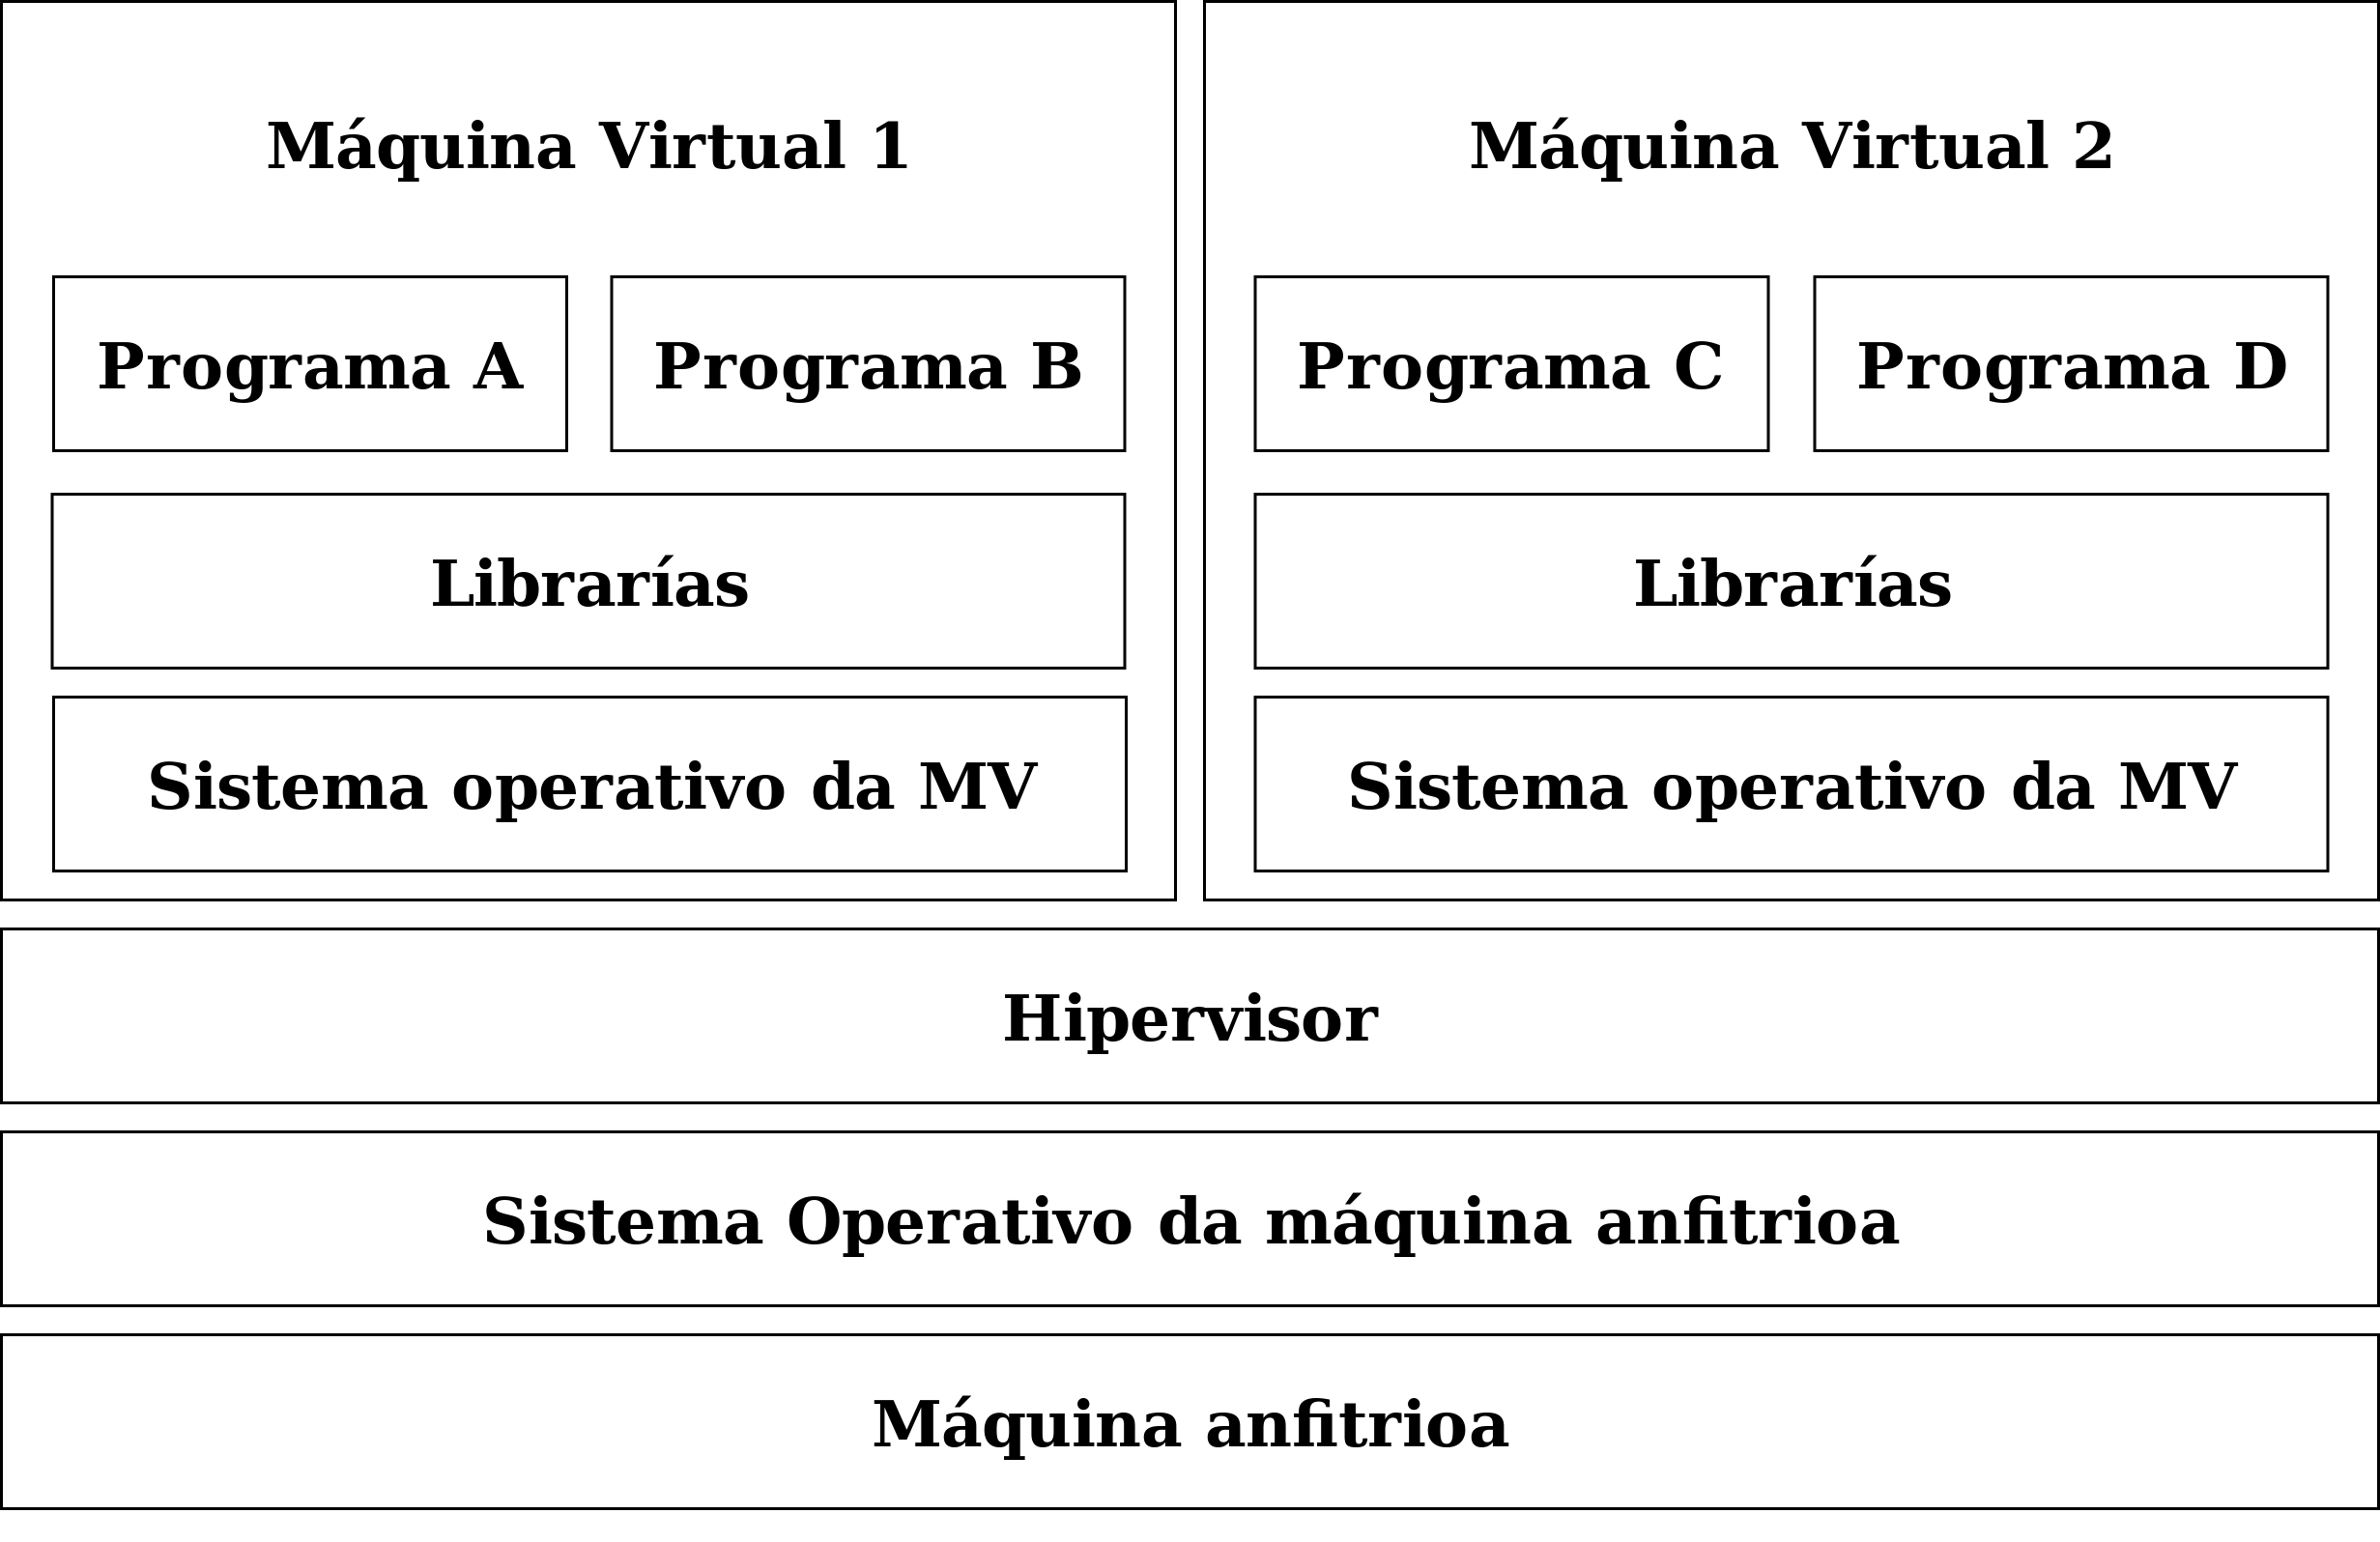 Máquina Virtual 1
Programa A
Programa B
Librarías
Sistema operativo da MV
Máquina Virtual 2
Programa C
Programa D
Librarías
Sistema operativo da MV
Hipervisor
Sistema Operativo da máquina anfitrioa
Máquina anfitrioa